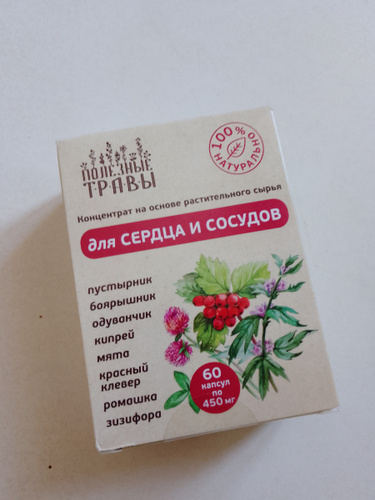 ПОЛЕЗНЫЕ
ТРАВЫ
100% НАТУРАЛЬНО
Концентрат на основе растительного сырья
для СЕРДЦА И СОСУДОВ
пустырник
боярышник
одуванчик
кипрей
мята
красный
клевер
ромашка
зизифора
60
капсул
по
450 мг